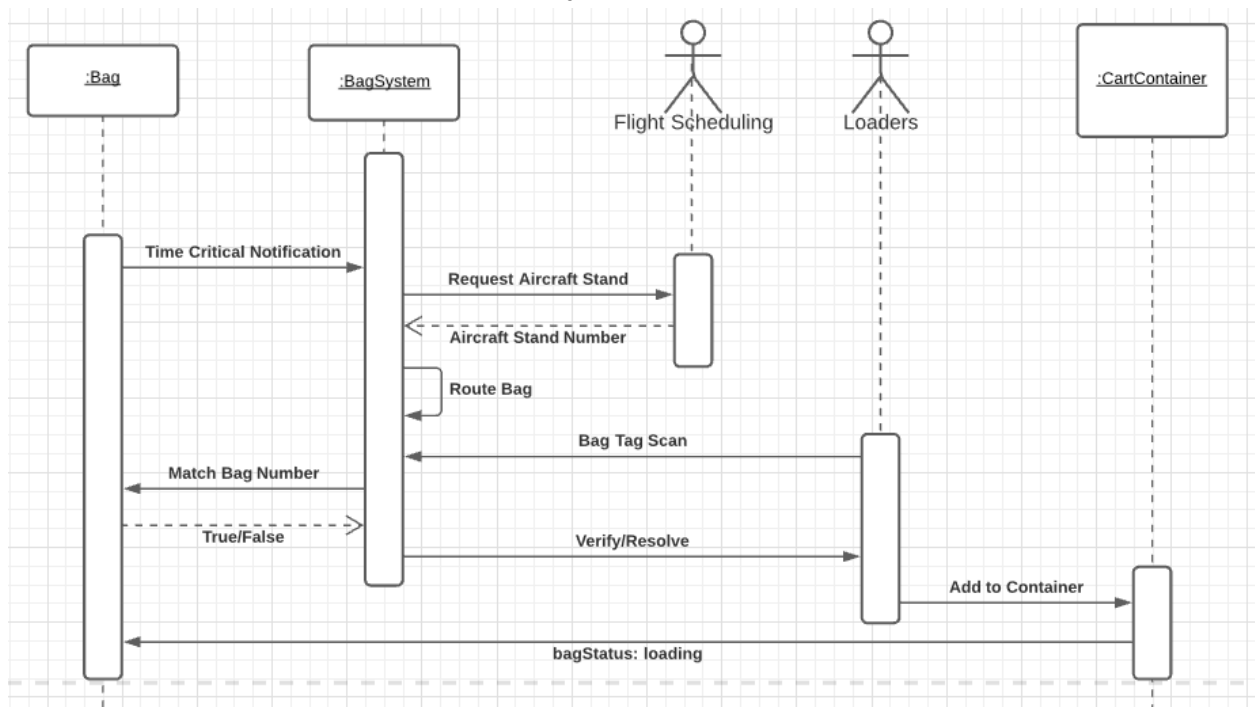 :Bag
:BagSystem
Flight Scheduling
Loaders
:CartContainer
Time Critical Notification
Request Aircraft Stand
Aircraft Stand Number
Route Bag
Bag Tag Scan
Match Bag Number
True/False
Verify/Resolve
Add to Container
bagStatus: loading